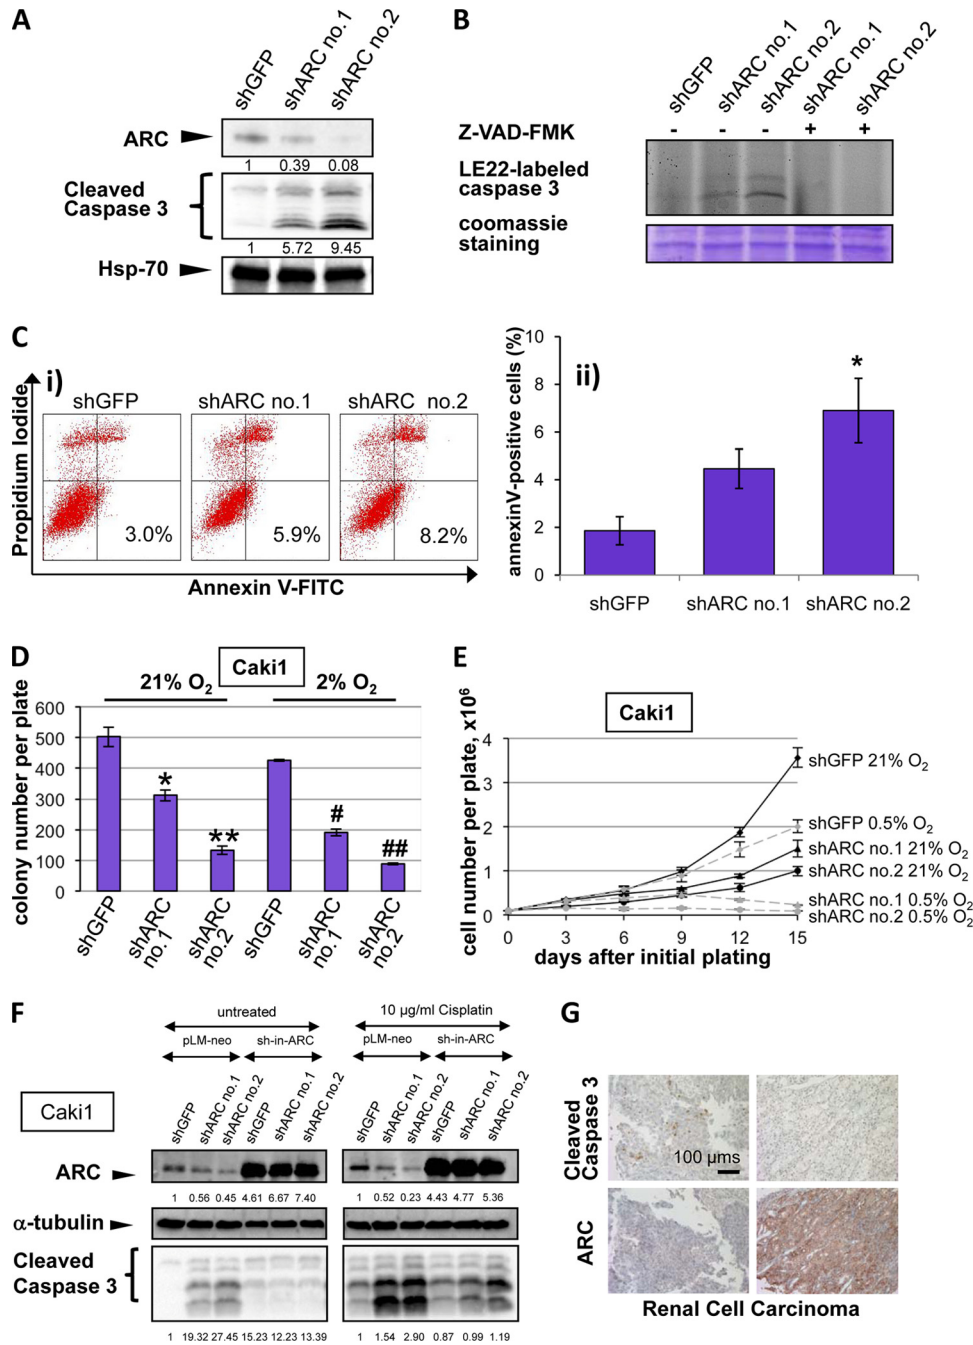 A
shGFP
shARC no.1
shARC no.2
ARC
1 0.39 0.08
Cleaved
Caspase 3
1 5.72 9.45
Hsp-70
B
shGFP
shARC no.1
shARC no.2
shARC no.1
shARC no.2
Z-VAD-FMK - - - + +
LE22-labeled
caspase 3
coomassie
staining
C
i)
Propidium Iodide
shGFP
shARC no.1
shARC no.2
3.0%
5.9%
8.2%
Annexin V-FITC
ii)
annexinV-positive cells (%)
10
8
6
4
2
0
*
shGFP
shARC no.1
shARC no.2
D
Caki1
21% O2
2% O2
colony number per plate
600
500
400
300
200
100
0
*
**
#
##
shGFP
shARC
no.1
shARC
no.2
shGFP
shARC
no.1
shARC
no.2
E
Caki1
cell number per plate, x10⁶
4
3
2
1
0
0 3 6 9 12 15
days after initial plating
shGFP 21% O2
shGFP 0.5% O2
shARC no.1 21% O2
shARC no.2 21% O2
shARC no.1 0.5% O2
shARC no.2 0.5% O2
F
Caki1
untreated
pLM-neo
sh-in-ARC
shGFP
shARC no.1
shARC no.2
shGFP
shARC no.1
shARC no.2
10 µg/ml Cisplatin
pLM-neo
sh-in-ARC
shGFP
shARC no.1
shARC no.2
shGFP
shARC no.1
shARC no.2
ARC
1 0.56 0.45 4.61 6.67 7.40
1 0.52 0.23 4.43 4.77 5.36
α-tubulin
Cleaved
Caspase 3
1 19.32 27.45 15.23 12.23 13.39
1 1.54 2.90 0.87 0.99 1.19
G
Cleaved
Caspase 3
100 µms
ARC
Renal Cell Carcinoma